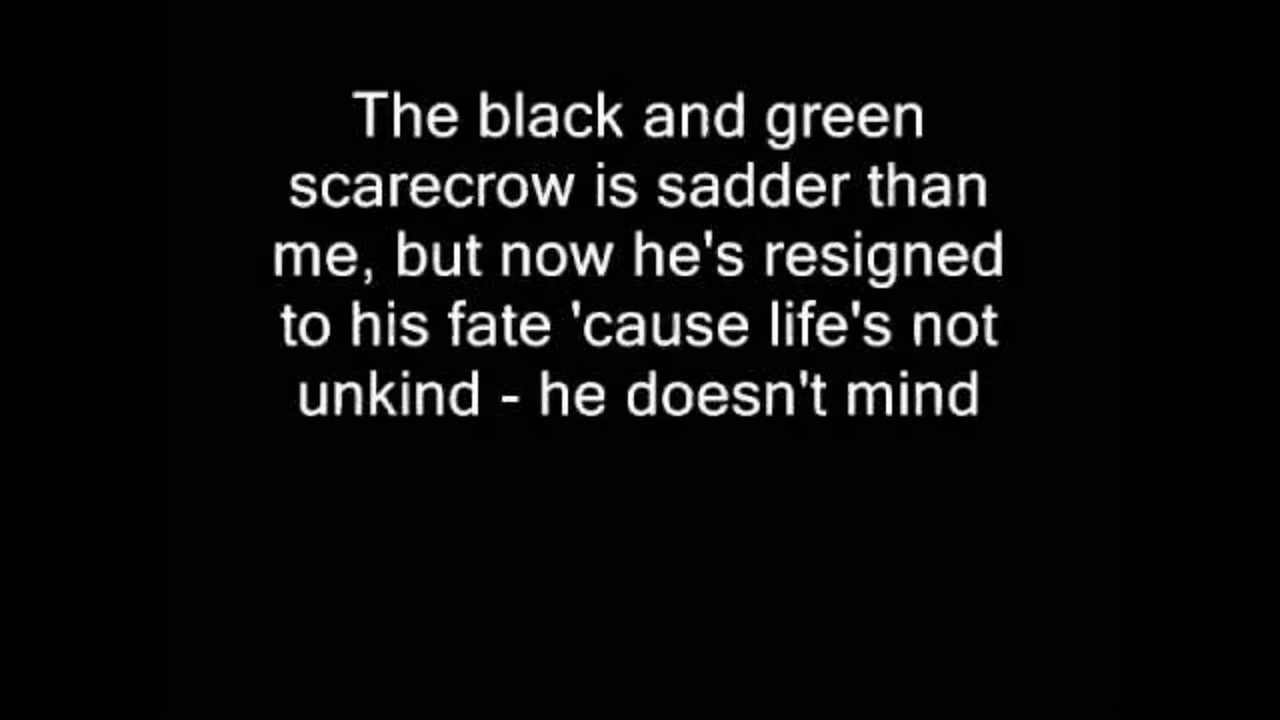 The black and green
scarecrow is sadder than
me, but now he's resigned
to his fate 'cause life's not
unkind - he doesn't mind